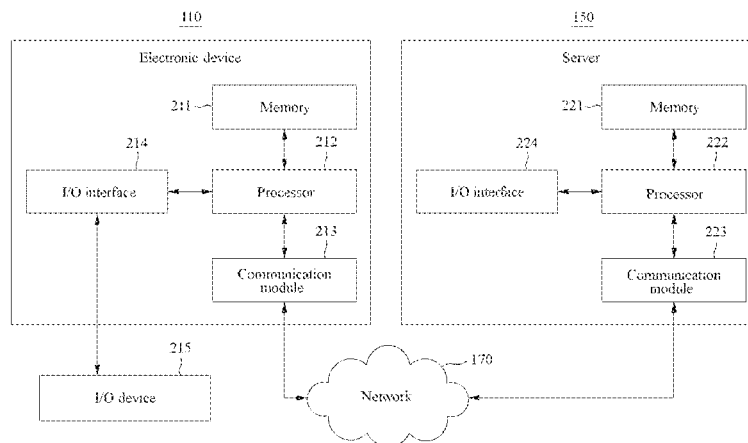 110
150
Electronic device
Server
211
Memory
221
Memory
214
212
224
222
I/O interface
Processor
I/O interface
Processor
213
223
Communication
module
Communication
module
215
170
I/O device
Network